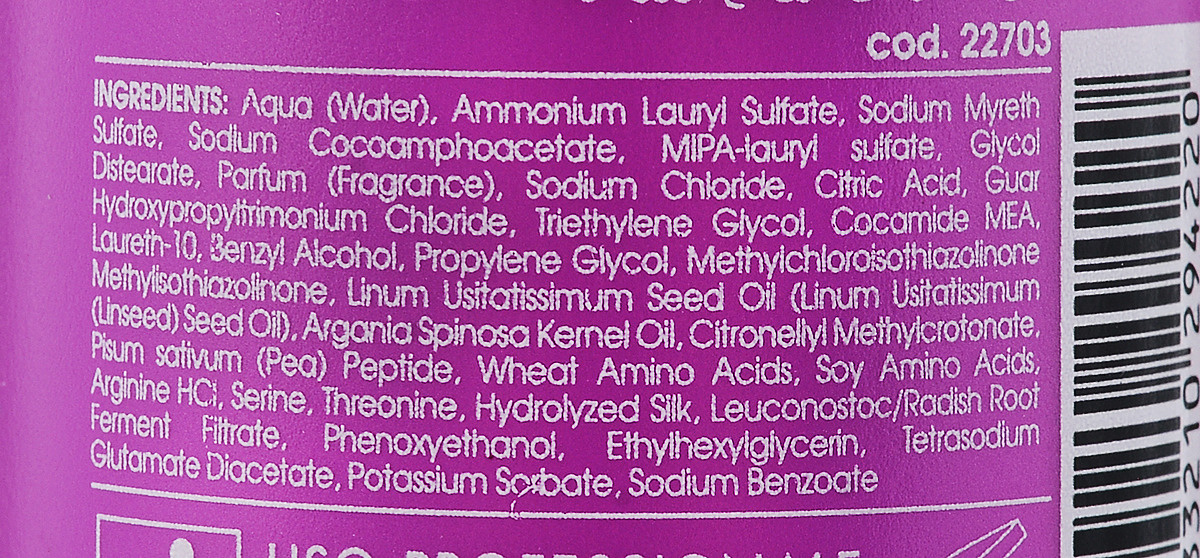 cod. 22703
INGREDIENTS: Aqua (Water), Ammonium Lauryl Sulfate, Sodium Myreth
Sulfate, Sodium Cocoamphoacetate, MIPA-lauryl sulfate, Glycol
Distearate, Parfum (Fragrance), Sodium Chloride, Citric Acid, Guar
Hydroxypropyltrimonium Chloride, Triethylene Glycol, Cocamide MEA,
Laureth-10, Benzyl Alcohol, Propylene Glycol, Methylchloroisothiazolinone
Methylisothiazolinone, Linum Usitatissimum Seed Oil (Linum Usitatissimum
(Linseed) Seed Oil), Argania Spinosa Kernel Oil, Citronellyl Methylcrotonate,
Pisum sativum (Pea) Peptide, Wheat Amino Acids, Soy Amino Acids,
Arginine HCl, Serine, Threonine, Hydrolyzed Silk, Leuconostoc/Radish Root
Ferment Filtrate, Phenoxyethanol, Ethylhexylglycerin, Tetrasodium
Glutamate Diacetate, Potassium Sorbate, Sodium Benzoate
USO PROFESSIONALE